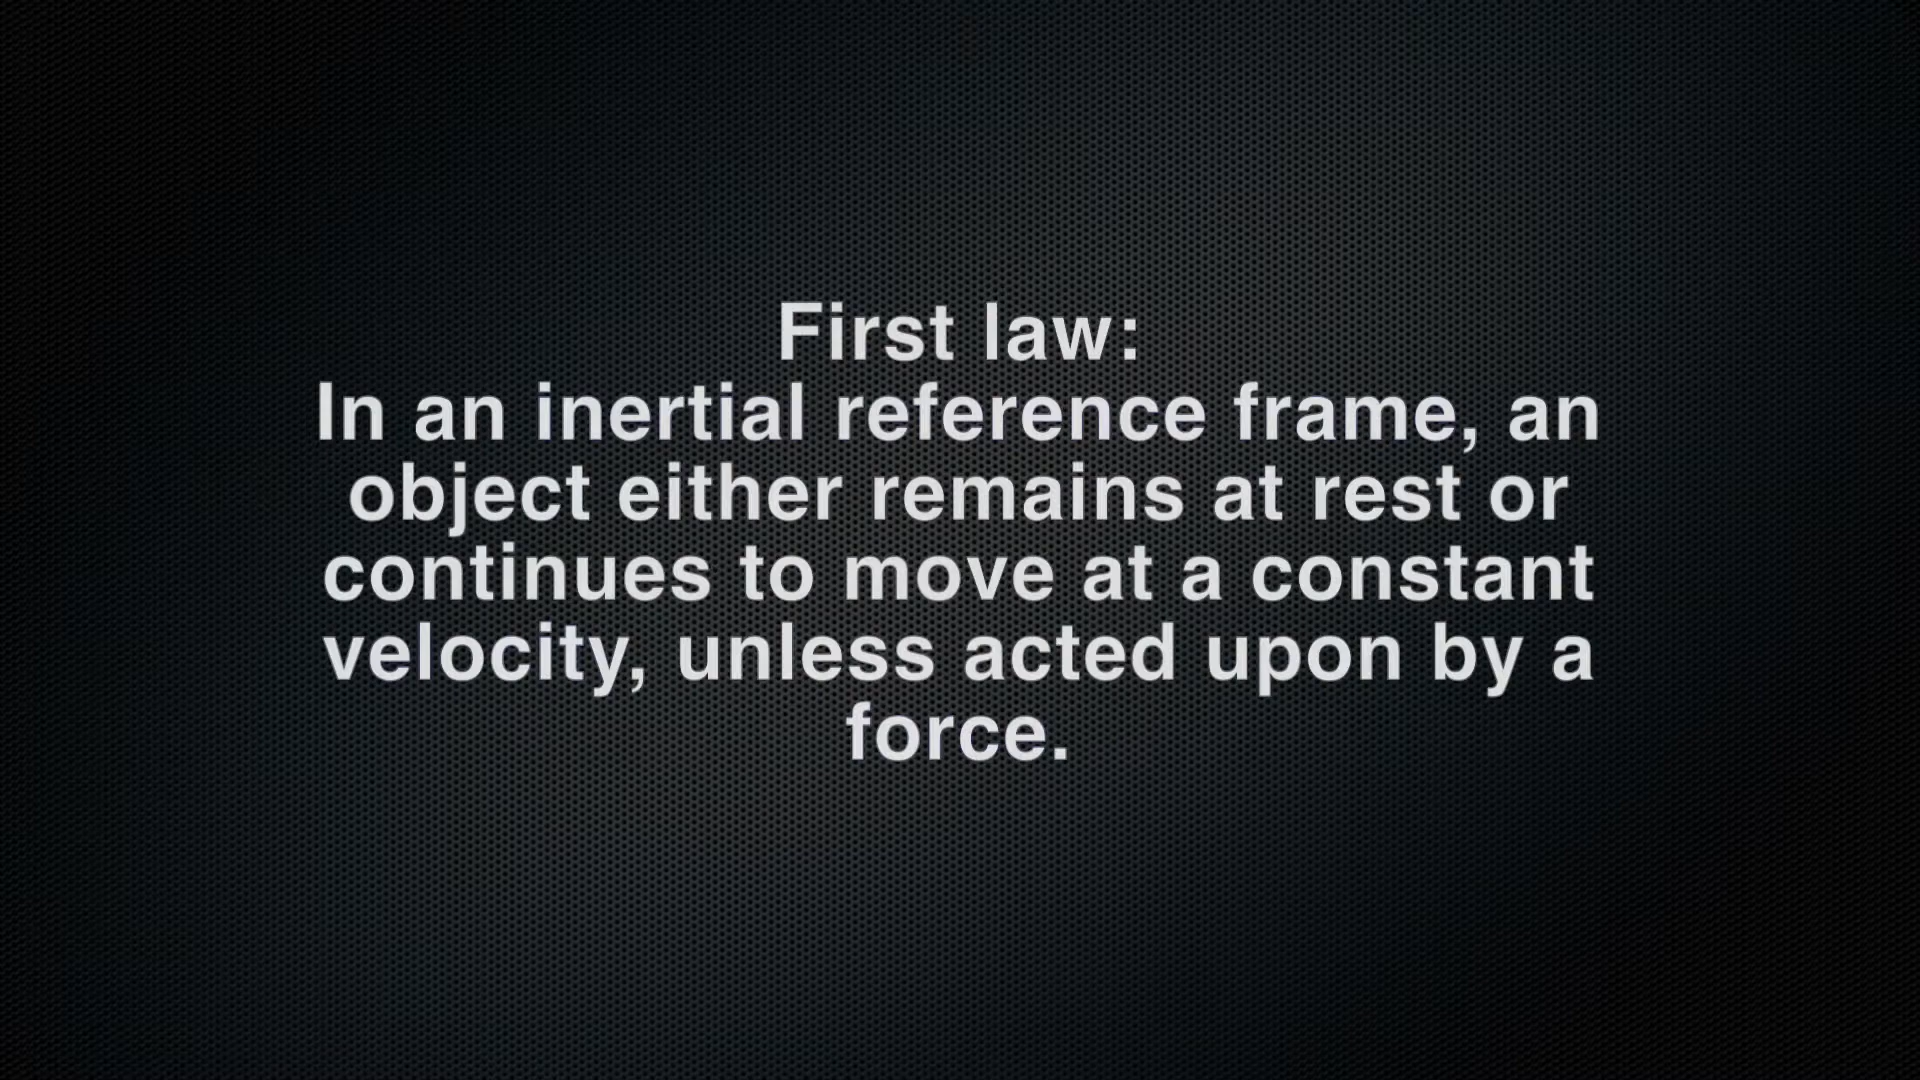 First law:
In an inertial reference frame, an
object either remains at rest or
continues to move at a constant
velocity, unless acted upon by a
force.